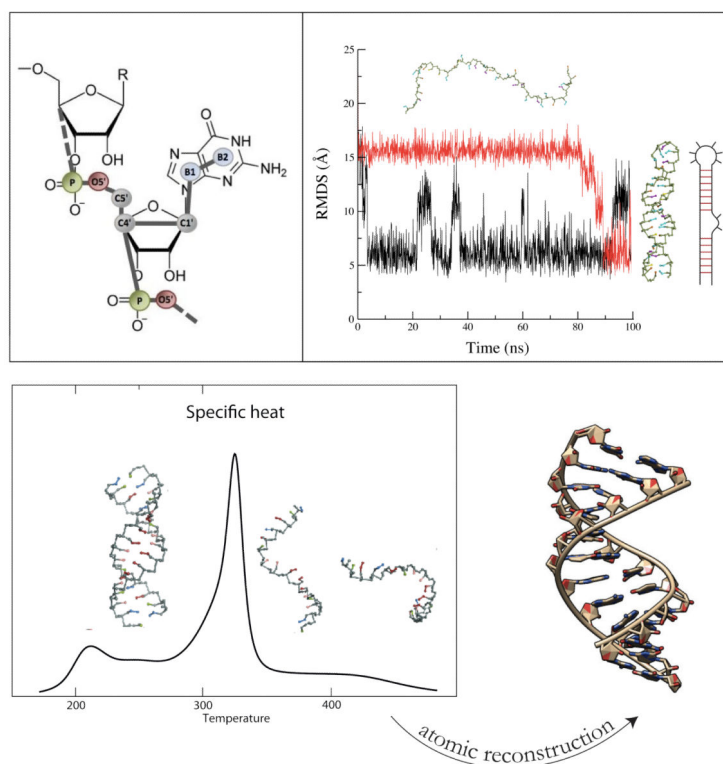 O
R
O
O
OH
O
N
N
NH
N
N
NH₂
B1
B2
O=P
O5'
O⁻
C5'
O
C4'
C1'
O
OH
O=P
O5'
O⁻
25
20
15
10
5
0
RMDS (Å)
0 20 40 60 80 100
Time (ns)
Specific heat
200 300 400
Temperature
atomic reconstruction